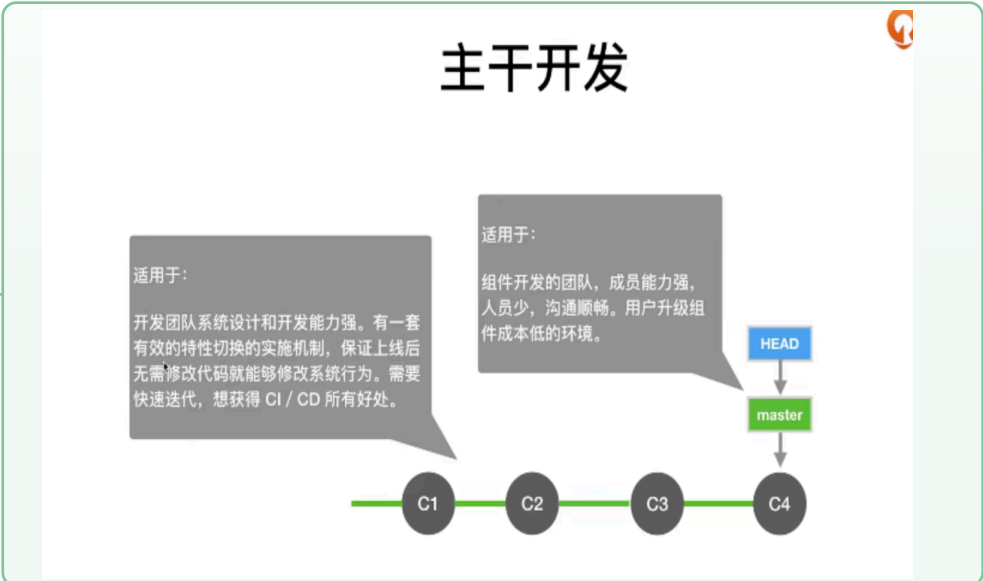 主干开发
适用于:
开发团队系统设计和开发能力强。有一套
有效的特性切换的实施机制，保证上线后
无需修改代码就能够修改系统行为。需要
快速迭代，想获得 CI / CD 所有好处。
适用于:
组件开发的团队，成员能力强，
人员少，沟通顺畅。用户升级组
件成本低的环境。
HEAD
master
C1
C2
C3
C4